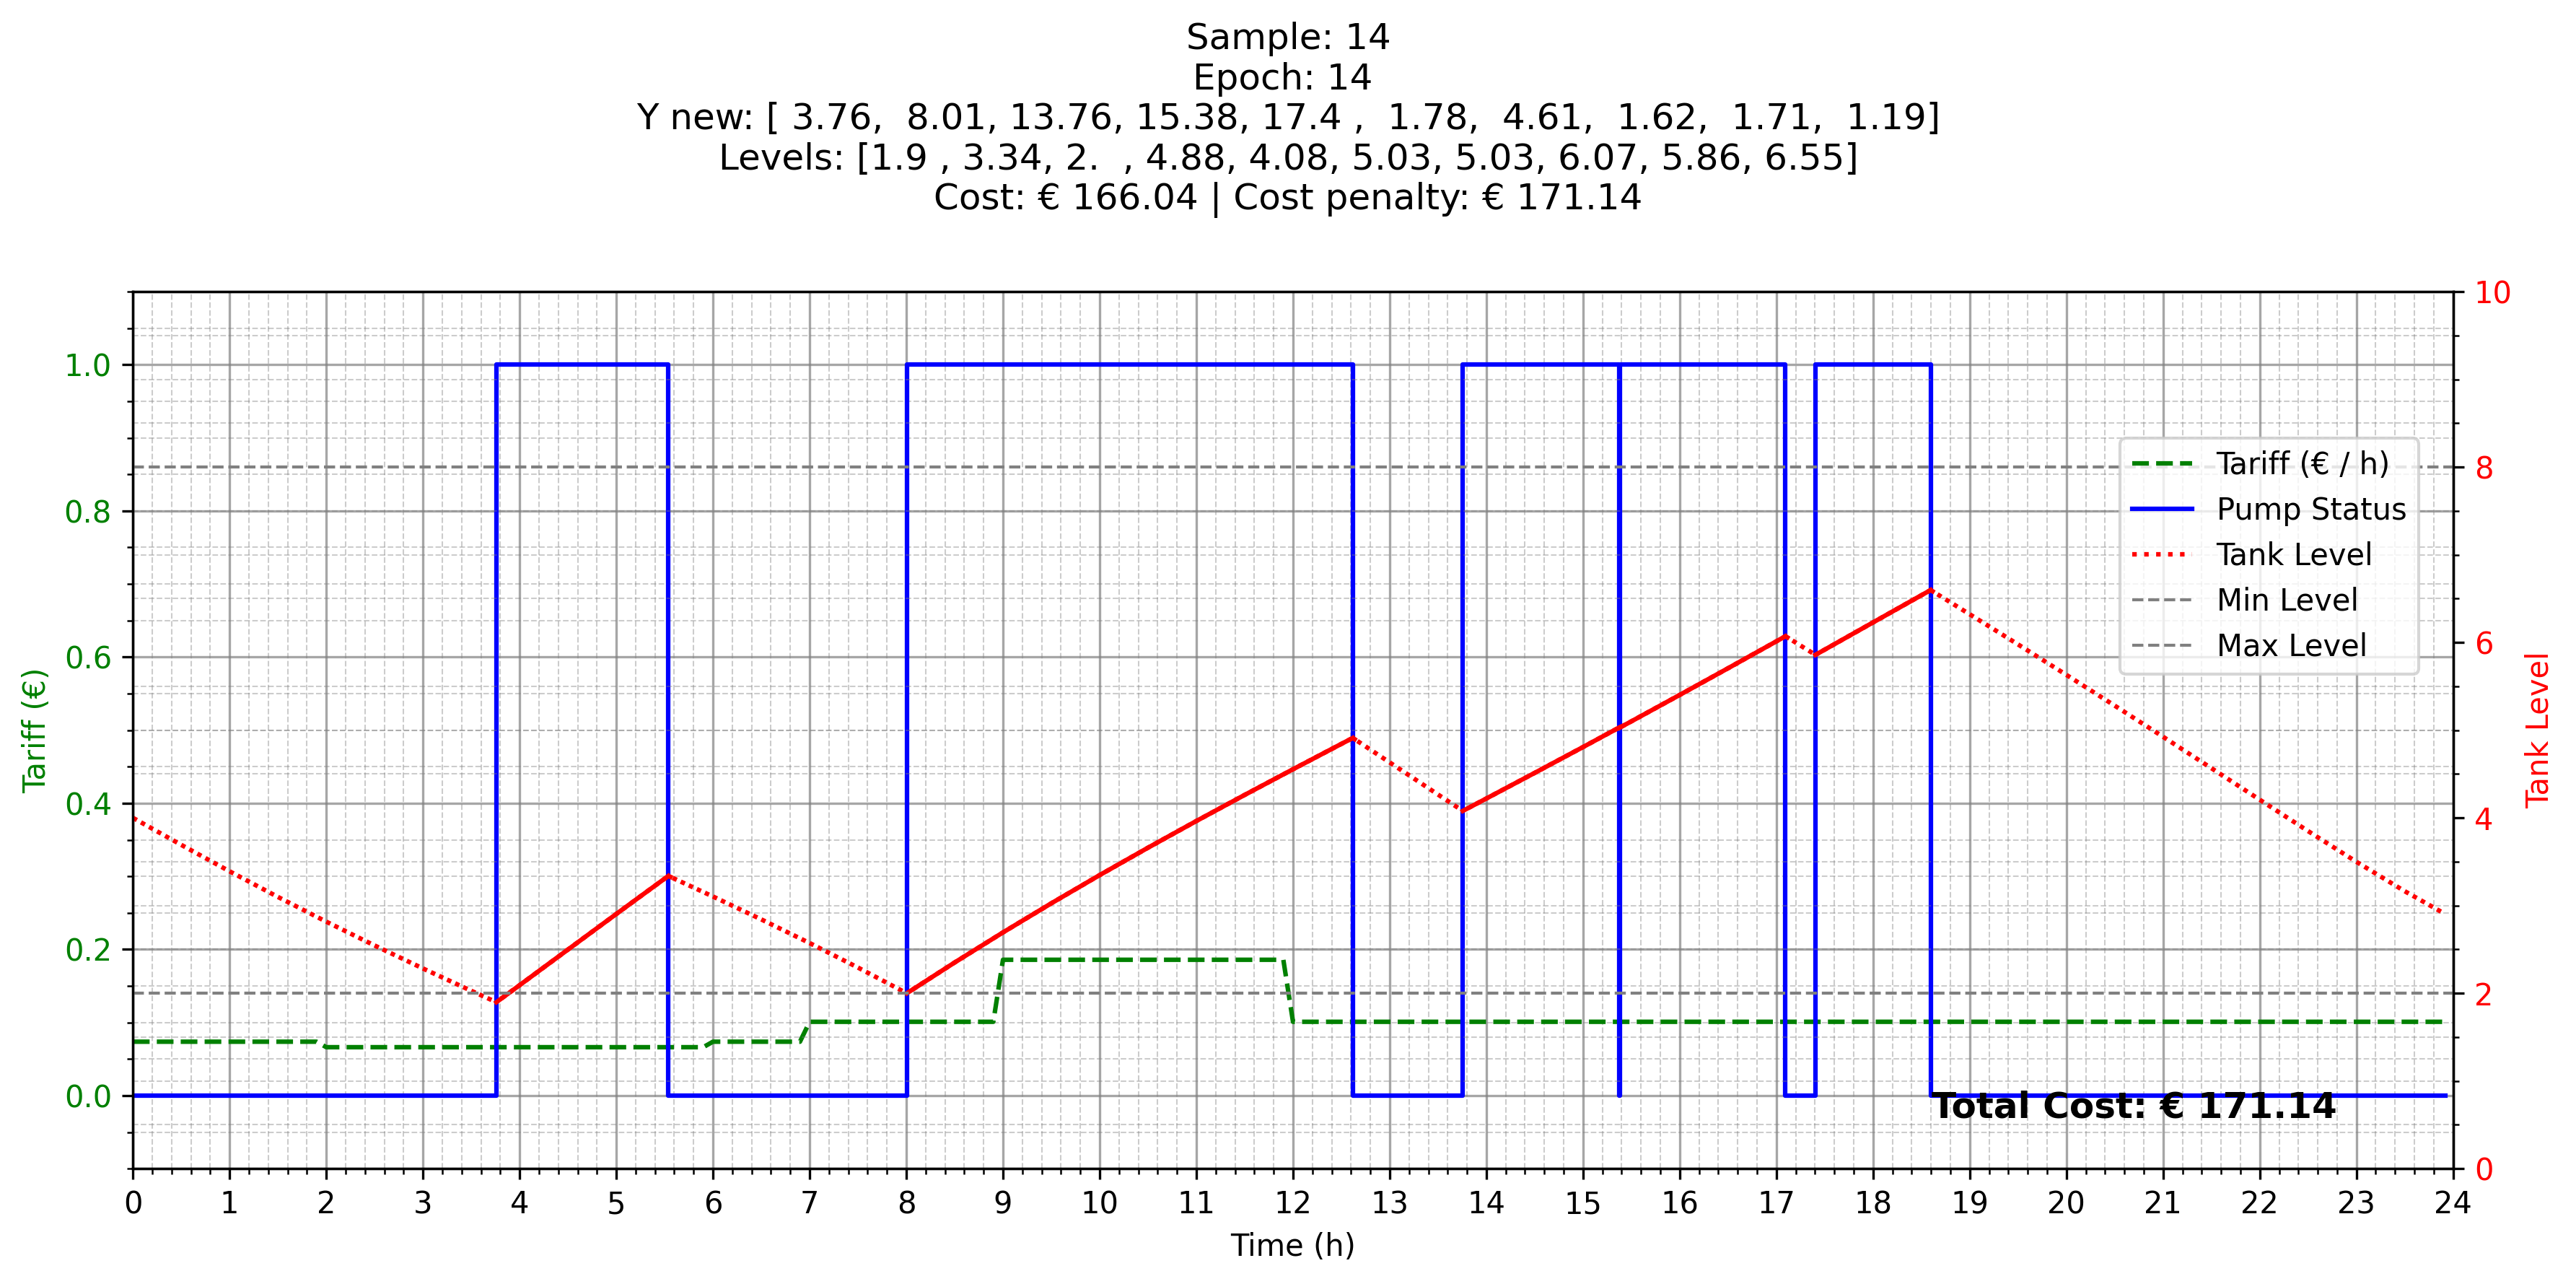 Sample: 14
Epoch: 14
Y new: [ 3.76,  8.01, 13.76, 15.38, 17.4 ,  1.78,  4.61,  1.62,  1.71,  1.19]
Levels: [1.9 , 3.34, 2.  , 4.88, 4.08, 5.03, 5.03, 6.07, 5.86, 6.55]
Cost: € 166.04 | Cost penalty: € 171.14
10
8
6
4
2
0
Tank Level
1.0
0.8
0.6
0.4
0.2
0.0
Tariff (€)
Tariff (€ / h)
Pump Status
Tank Level
Min Level
Max Level
Total Cost: € 171.14
0 1 2 3 4 5 6 7 8 9 10 11 12 13 14 15 16 17 18 19 20 21 22 23 24
Time (h)